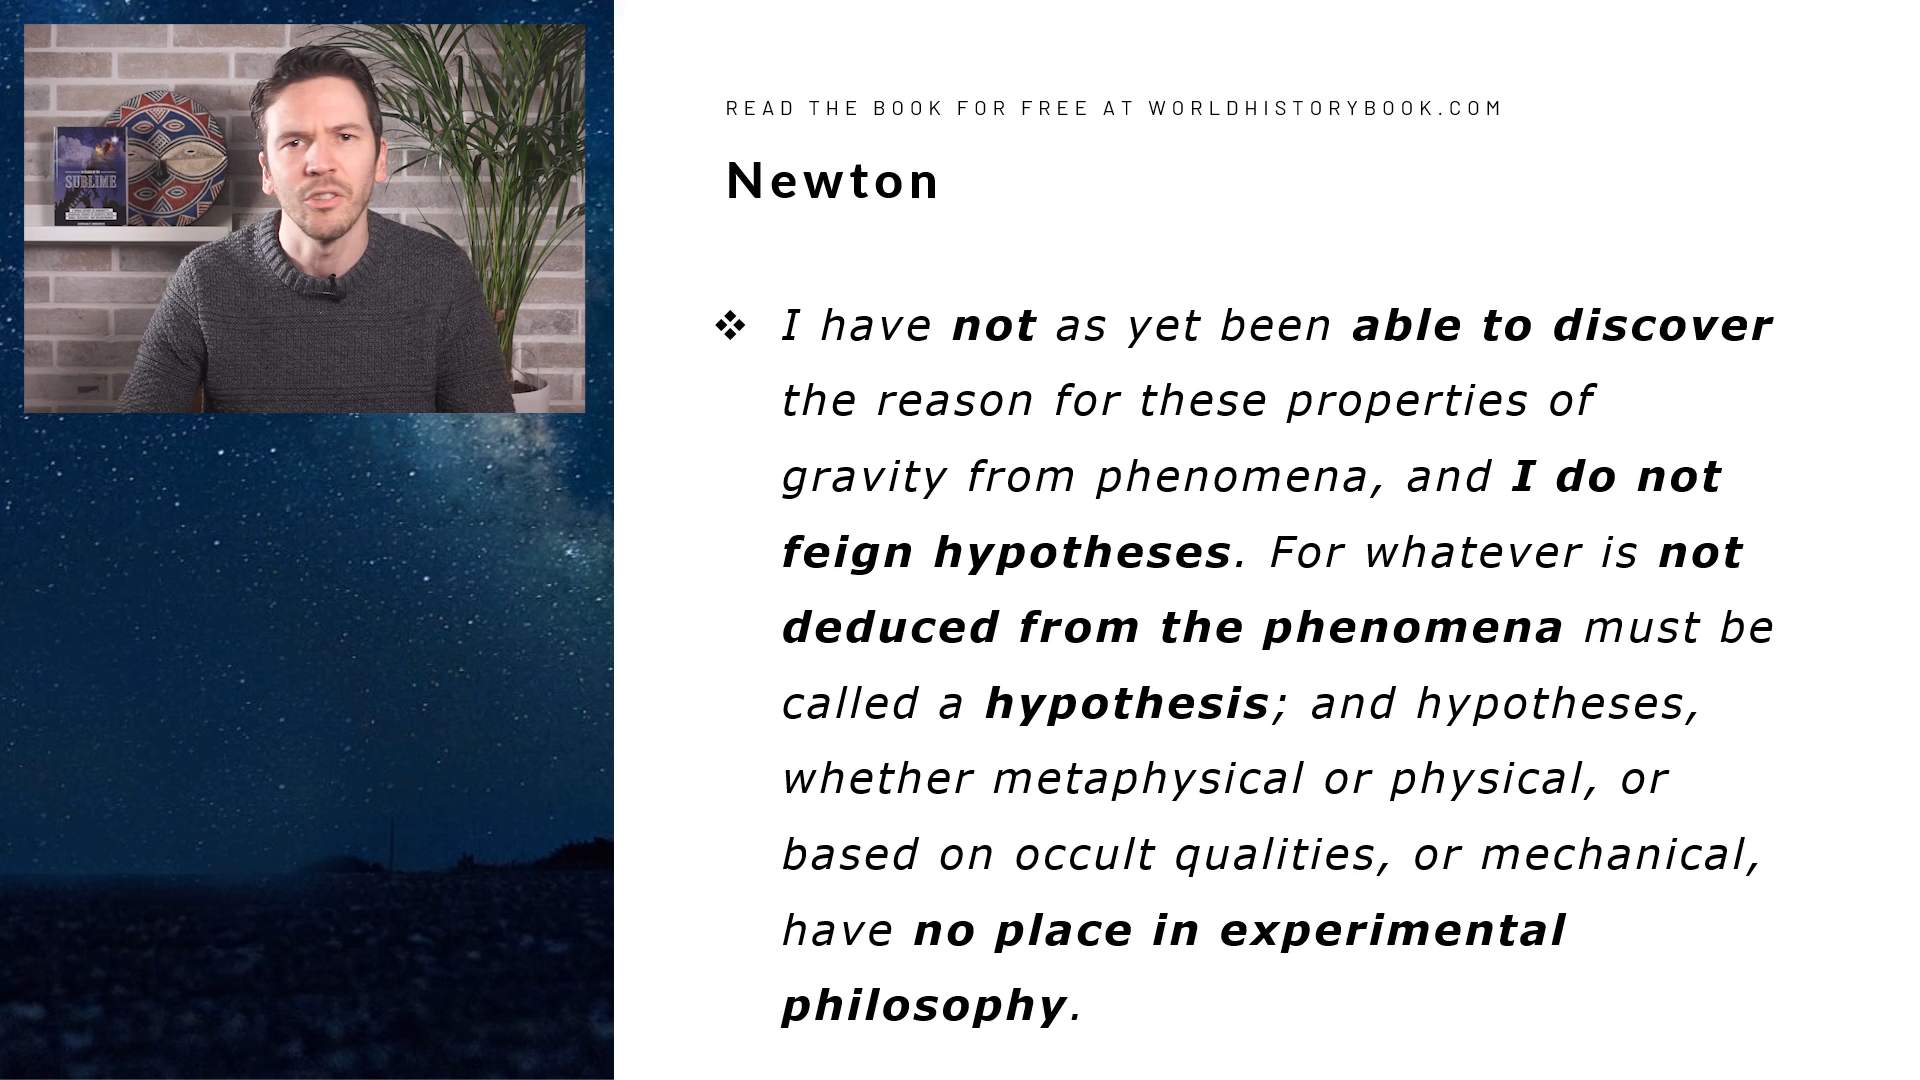 READ THE BOOK FOR FREE AT WORLDHISTORYBOOK.COM
Newton
❖ I have not as yet been able to discover
the reason for these properties of
gravity from phenomena, and I do not
feign hypotheses. For whatever is not
deduced from the phenomena must be
called a hypothesis; and hypotheses,
whether metaphysical or physical, or
based on occult qualities, or mechanical,
have no place in experimental
philosophy.
SUBLIME